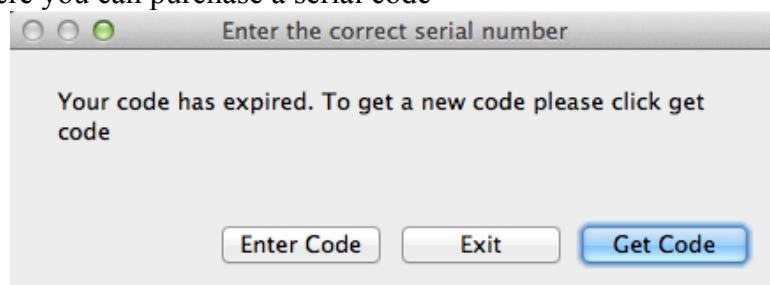 ere you can purchase a serial code
Enter the correct serial number
Your code has expired. To get a new code please click get
code
Enter Code Exit Get Code